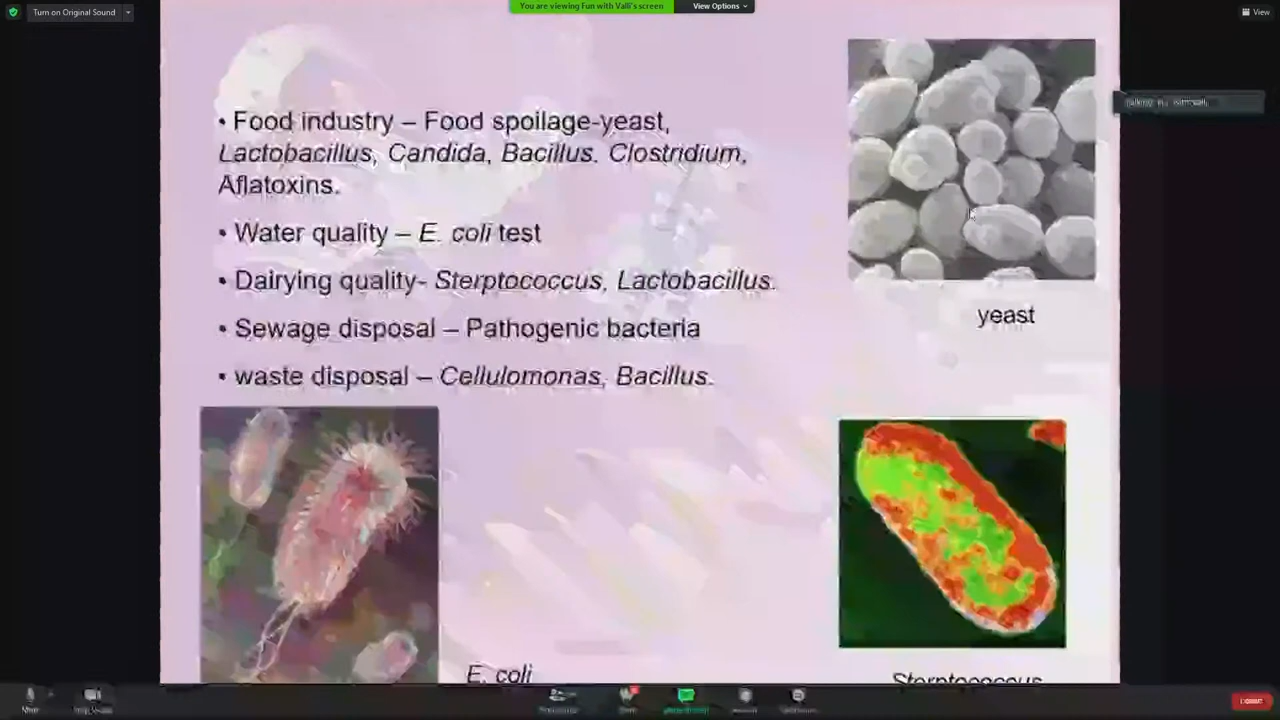 Turn on Original Sound
You are viewing Fun with Valli's screen
View Options
View
• Food industry – Food spoilage-yeast,
Lactobacillus, Candida, Bacillus. Clostridium,
Aflatoxins.
• Water quality – E. coli test
• Dairying quality- Sterptococcus, Lactobacillus.
• Sewage disposal – Pathogenic bacteria
• waste disposal – Cellulomonas, Bacillus.
yeast
E. coli
Sterptococcus